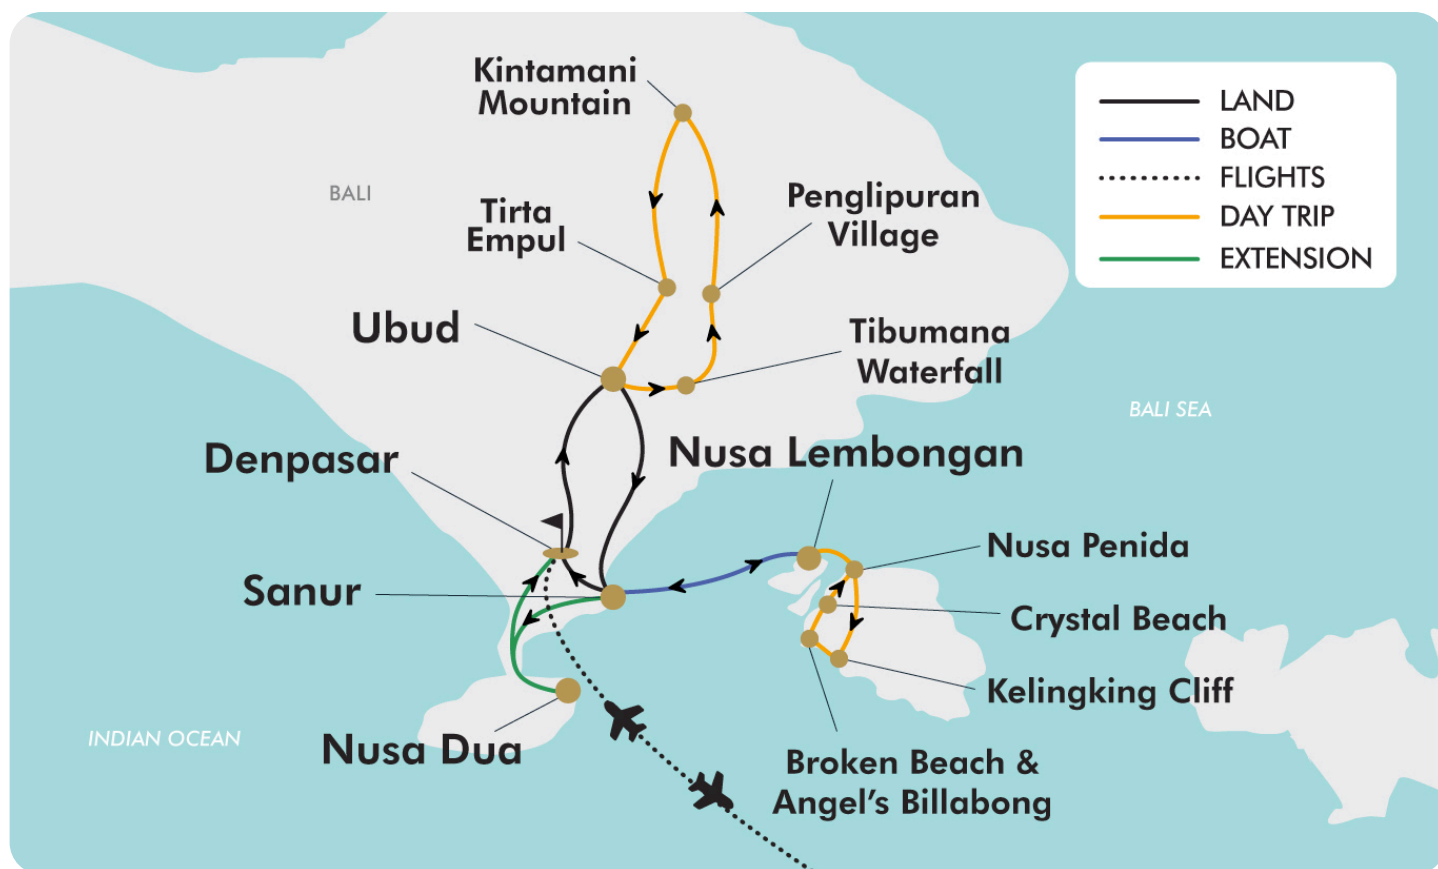 Kintamani
Mountain
BALI
Tirta
Empul
Penglipuran
Village
LAND
BOAT
FLIGHTS
DAY TRIP
EXTENSION
Ubud
Tibumana
Waterfall
BALI SEA
Denpasar
Nusa Lembongan
Nusa Penida
Sanur
Crystal Beach
Kelingking Cliff
INDIAN OCEAN
Nusa Dua
Broken Beach &
Angel's Billabong